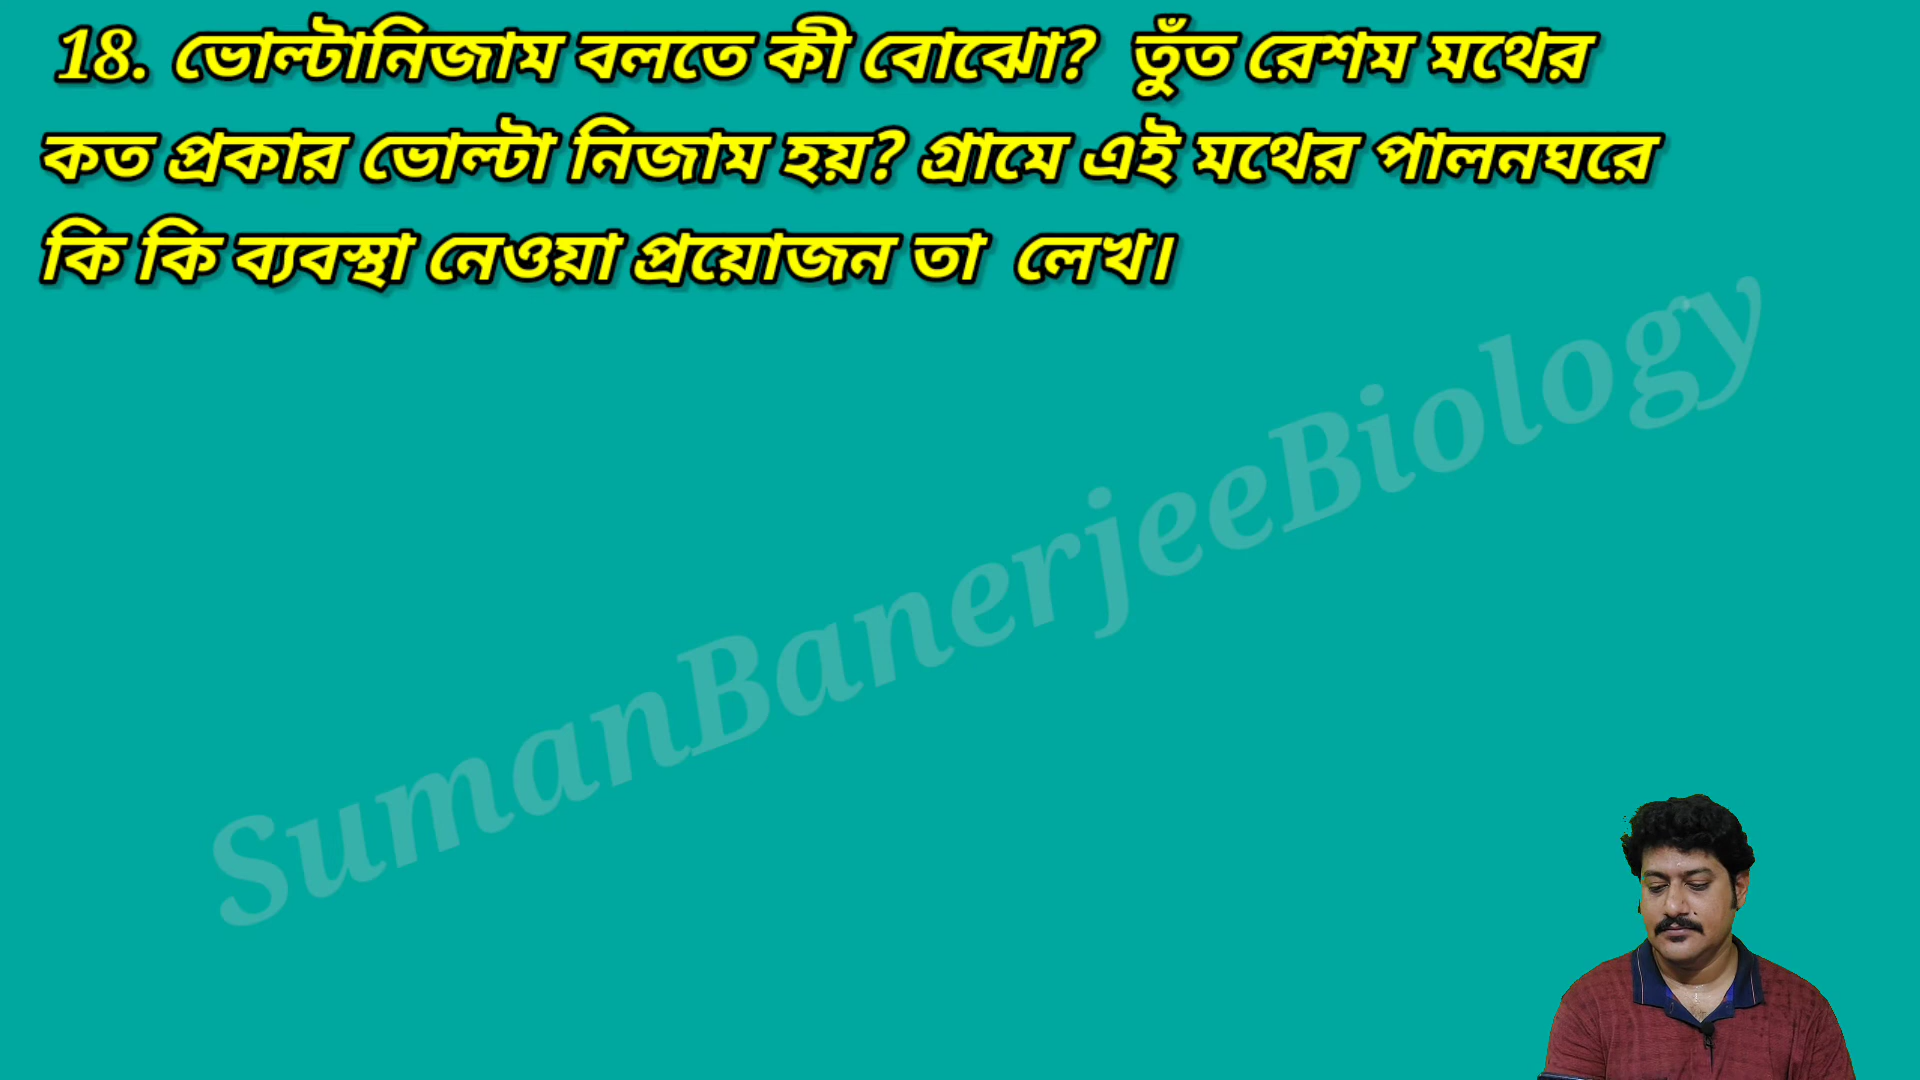 18. ভোল্টানিজাম বলতে কী বোঝো? তুঁত রেশম মথের
কত প্রকার ভোল্টা নিজাম হয়? গ্রামে এই মথের পালনঘরে
কি কি ব্যবস্থা নেওয়া প্রয়োজন তা লেখ।
SumanBanerjeeBiology